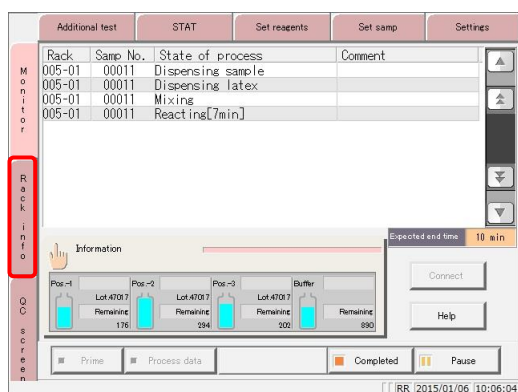 Additional test STAT Set reagents Set samp Settings
Monitor
Rack info
QC screen
Rack Samp No. State of process Comment
005-01 00011 Dispensing sample
005-01 00011 Dispensing latex
005-01 00011 Mixing
005-01 00011 Reacting[7min]
Expected end time 10 min
Information
Pos.-1 Pos.-2 Pos.-3 Buffer
Lot.47017 Lot.47017
Remaining Remaining Remaining Remaining
176 294 202 890
Connect
Help
Prime Process data Completed Pause
RR 2015/01/06 10:06:04